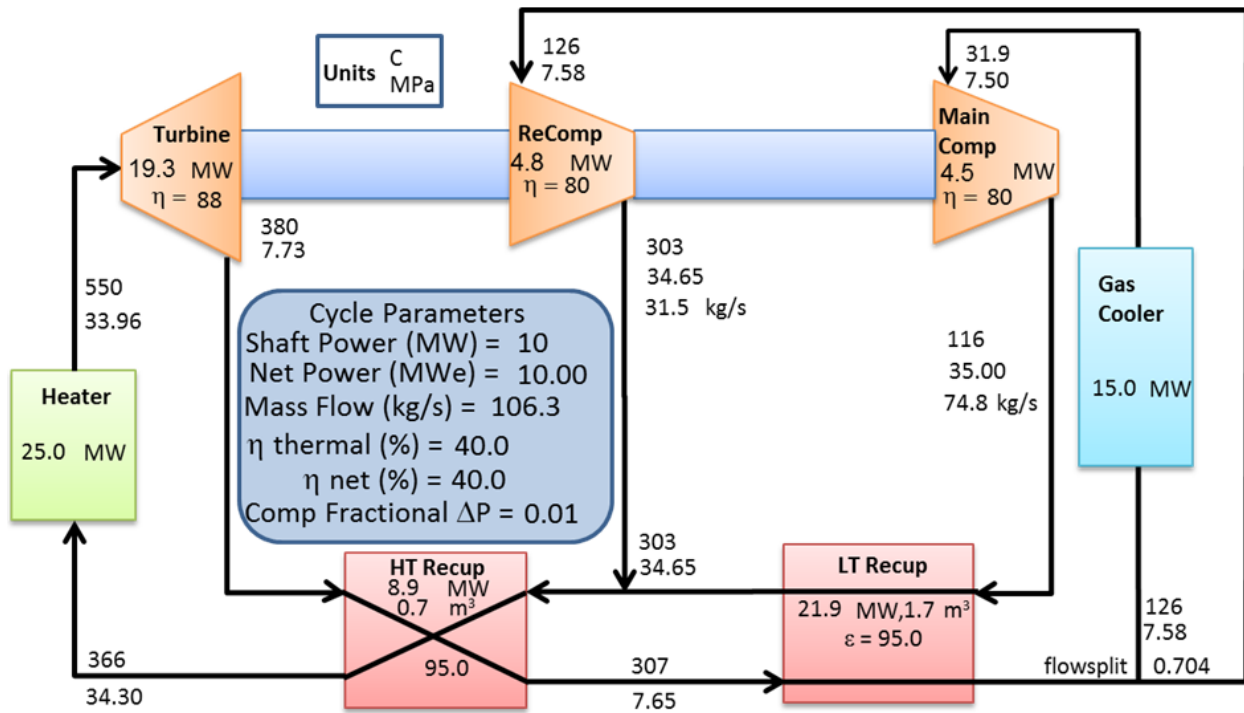 126
7.58
31.9
7.50
Units C
MPa
Turbine
19.3 MW
η = 88
ReComp
4.8 MW
η = 80
Main
Comp
4.5 MW
η = 80
380
7.73
303
34.65
31.5 kg/s
550
33.96
Gas
Cooler
15.0 MW
116
35.00
74.8 kg/s
Cycle Parameters
Shaft Power (MW) = 10
Net Power (MWe) = 10.00
Mass Flow (kg/s) = 106.3
η thermal (%) = 40.0
η net (%) = 40.0
Comp Fractional ΔP = 0.01
Heater
25.0 MW
303
34.65
HT Recup
8.9 MW
0.7 m³
95.0
LT Recup
21.9 MW,1.7 m³
ε = 95.0
126
7.58
366
34.30
307
7.65
flowsplit 0.704